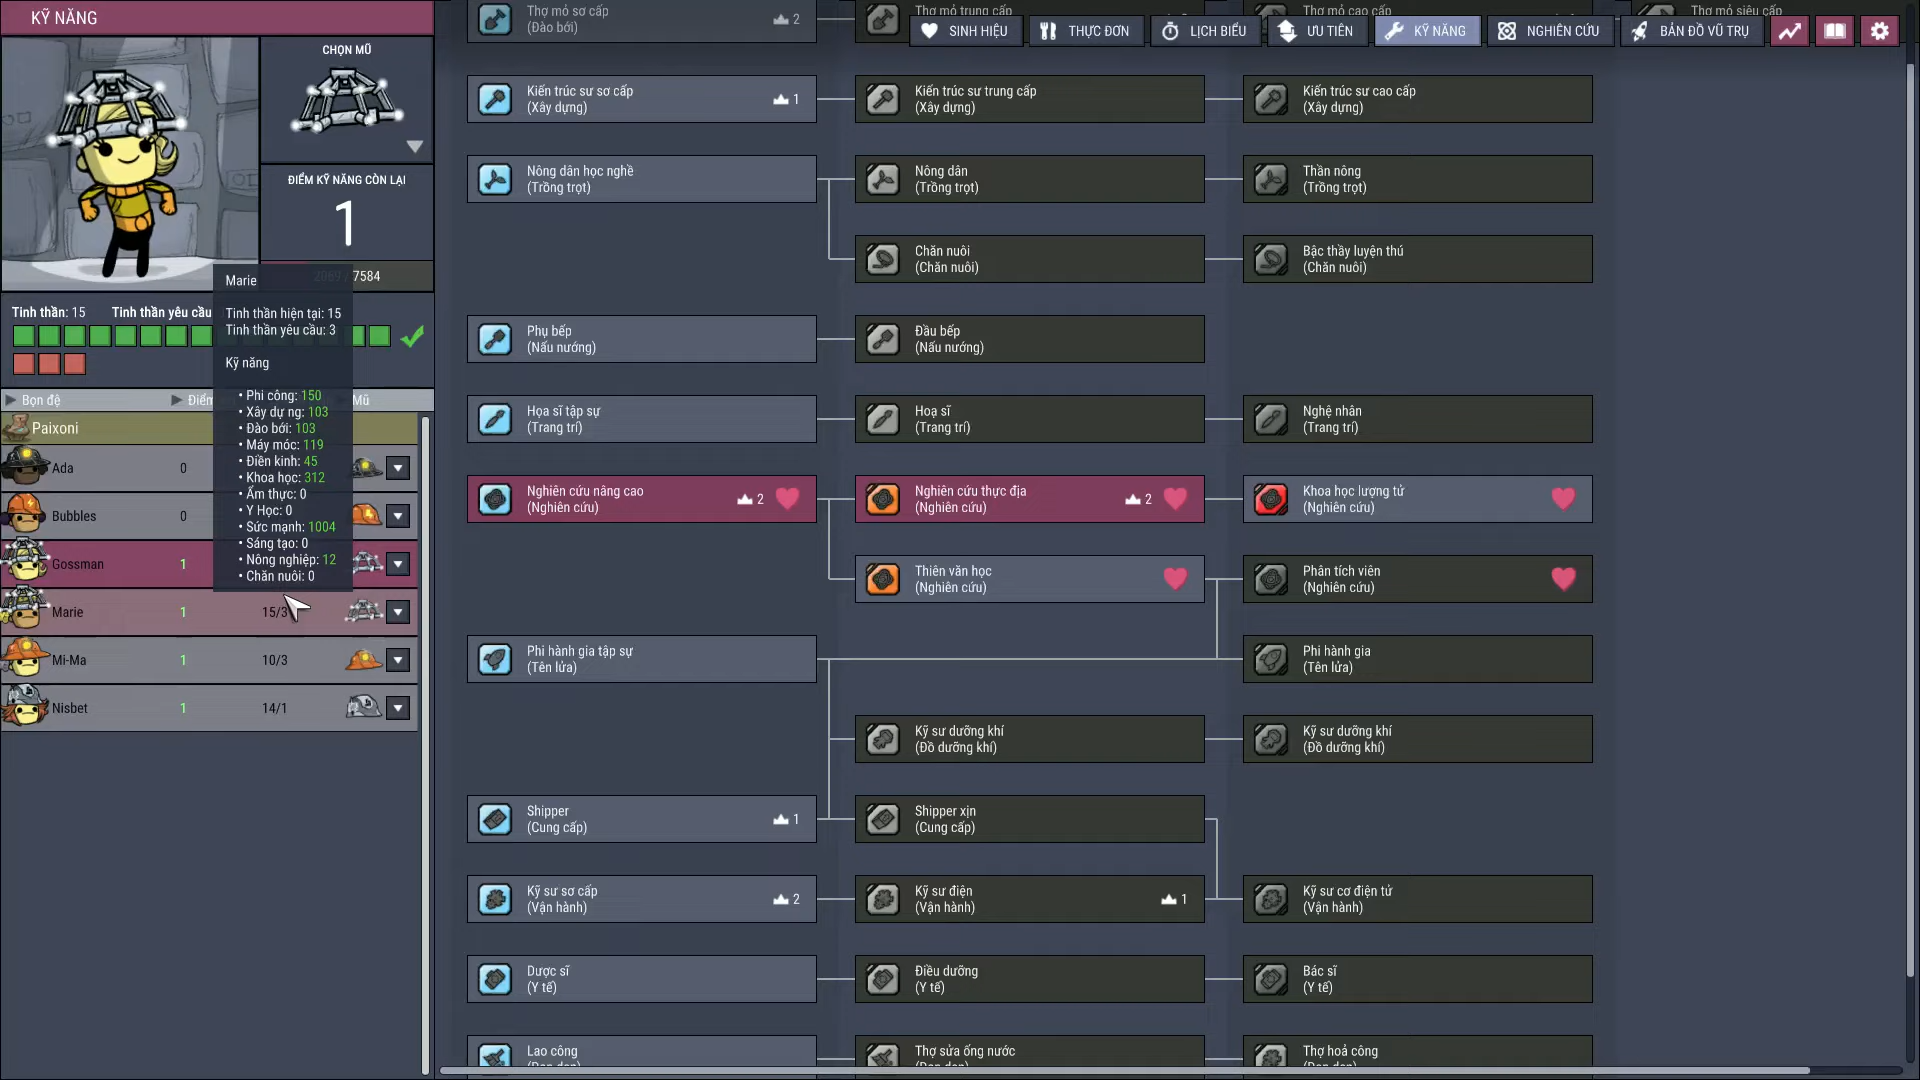 KỸ NĂNG
CHỌN MŨ
ĐIỂM KỸ NĂNG CÒN LẠI
1
2069 / 7584
Tinh thần: 15
Tinh thần yêu cầu
Marie
Tinh thần hiện tại: 15
Tinh thần yêu cầu: 3
Kỹ năng
• Phi công: 150
• Xây dựng: 103
• Đào bới: 103
• Máy móc: 119
• Điền kinh: 45
• Khoa học: 312
• Ẩm thực: 0
• Y Học: 0
• Sức mạnh: 1004
• Sáng tạo: 0
• Nông nghiệp: 12
• Chăn nuôi: 0
Bọn đệ
Điểm
Mũ
Paixoni
Ada 0
Bubbles 0
Gossman 1
Marie 1 15/3
Mi-Ma 1 10/3
Nisbet 1 14/1
SINH HIỆU
THỰC ĐƠN
LỊCH BIỂU
ƯU TIÊN
KỸ NĂNG
NGHIÊN CỨU
BẢN ĐỒ VŨ TRỤ
Thợ mỏ sơ cấp
(Đào bới)
2
Thợ mỏ trung cấp
Thợ mỏ cao cấp
Thợ mỏ siêu cấp
Kiến trúc sư sơ cấp
(Xây dựng)
1
Kiến trúc sư trung cấp
(Xây dựng)
Kiến trúc sư cao cấp
(Xây dựng)
Nông dân học nghề
(Trồng trọt)
Nông dân
(Trồng trọt)
Thần nông
(Trồng trọt)
Chăn nuôi
(Chăn nuôi)
Bậc thầy luyện thú
(Chăn nuôi)
Phụ bếp
(Nấu nướng)
Đầu bếp
(Nấu nướng)
Họa sĩ tập sự
(Trang trí)
Hoạ sĩ
(Trang trí)
Nghệ nhân
(Trang trí)
Nghiên cứu nâng cao
(Nghiên cứu)
2
Nghiên cứu thực địa
(Nghiên cứu)
2
Khoa học lượng tử
(Nghiên cứu)
Thiên văn học
(Nghiên cứu)
Phân tích viên
(Nghiên cứu)
Phi hành gia tập sự
(Tên lửa)
Phi hành gia
(Tên lửa)
Kỹ sư dưỡng khí
(Đồ dưỡng khí)
Kỹ sư dưỡng khí
(Đồ dưỡng khí)
Shipper
(Cung cấp)
1
Shipper xịn
(Cung cấp)
Kỹ sư sơ cấp
(Vận hành)
2
Kỹ sư điện
(Vận hành)
1
Kỹ sư cơ điện tử
(Vận hành)
Dược sĩ
(Y tế)
Điều dưỡng
(Y tế)
Bác sĩ
(Y tế)
Lao công
Thợ sửa ống nước
Thợ hoả công